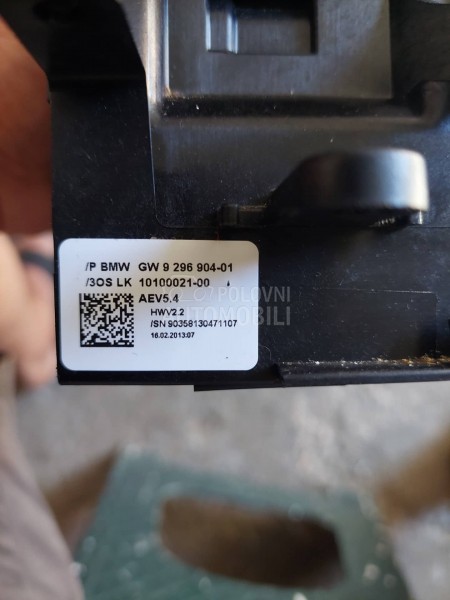 /P BMW GW 9 296 904-01
/3OS LK 10100021-00
AEV5.4
HWV2.2
/SN 90358130471107
16.02.2013:07
POLOVNI
AUTOMOBILI